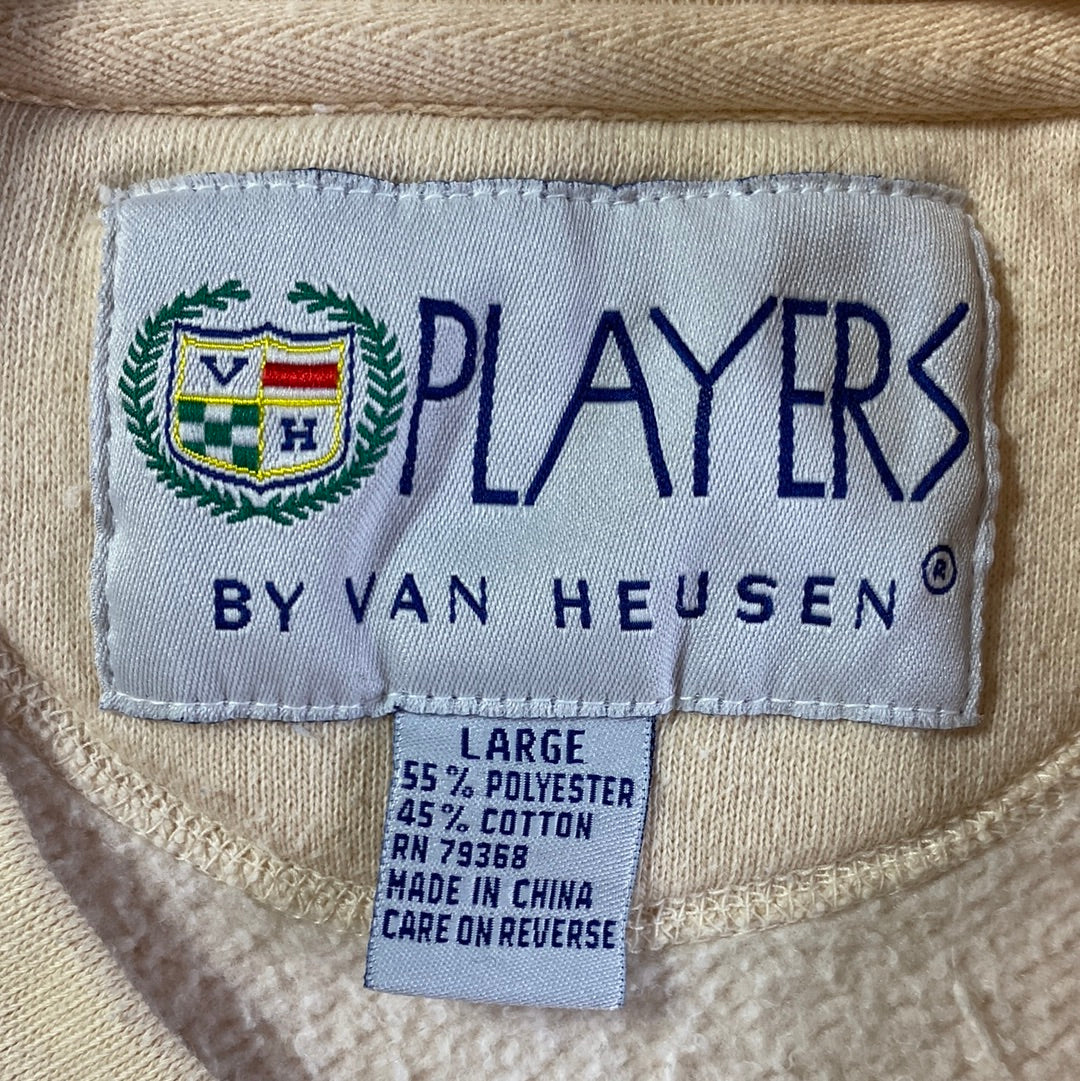 V
H
PLAYERS
BY VAN HEUSEN®
LARGE
55% POLYESTER
45% COTTON
RN 79368
MADE IN CHINA
CARE ON REVERSE